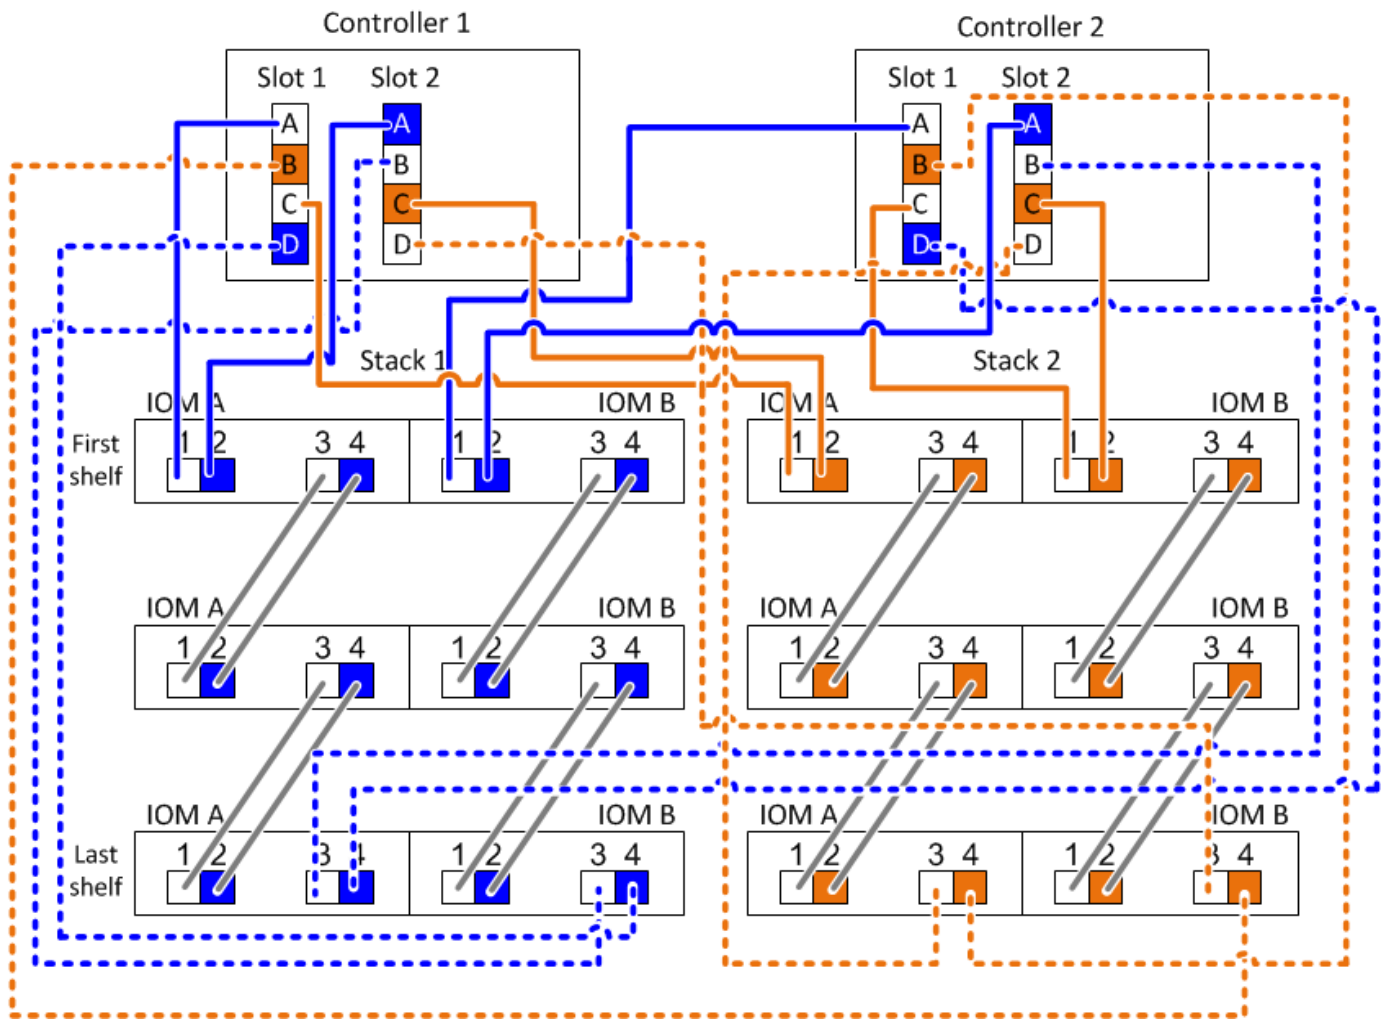 Controller 1
Controller 2
Slot 1 Slot 2
Slot 1 Slot 2
A A
B B
C C
D D
A A
B B
C C
D D
Stack 1
Stack 2
IOM A IOM B
IOM A IOM B
First shelf
1 2 3 4 1 2 3 4
1 2 3 4 1 2 3 4
IOM A IOM B
IOM A IOM B
1 2 3 4 1 2 3 4
1 2 3 4 1 2 3 4
IOM A IOM B
IOM A IOM B
Last shelf
1 2 3 4 1 2 3 4
1 2 3 4 1 2 3 4